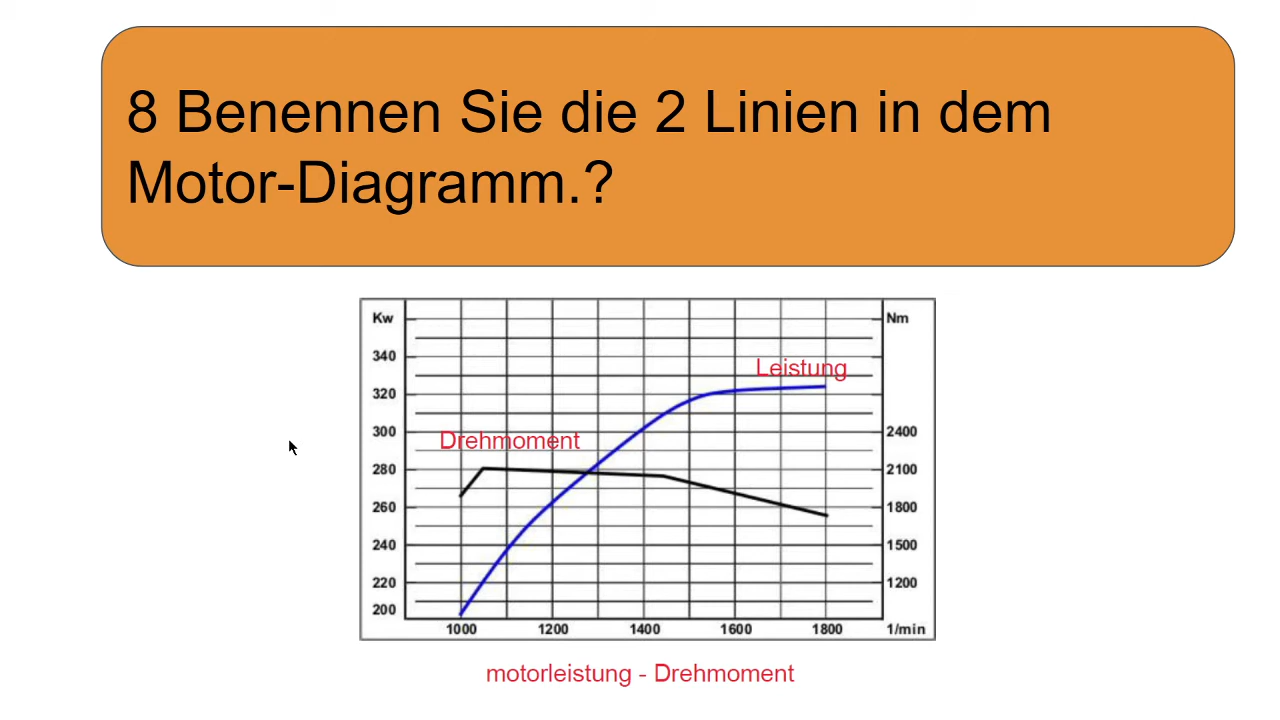 8 Benennen Sie die 2 Linien in dem
Motor-Diagramm.?
Kw
Nm
340
Leistung
320
300
2400
Drehmoment
280
2100
260
1800
240
1500
220
1200
200
1000 1200 1400 1600 1800 1/min
motorleistung - Drehmoment